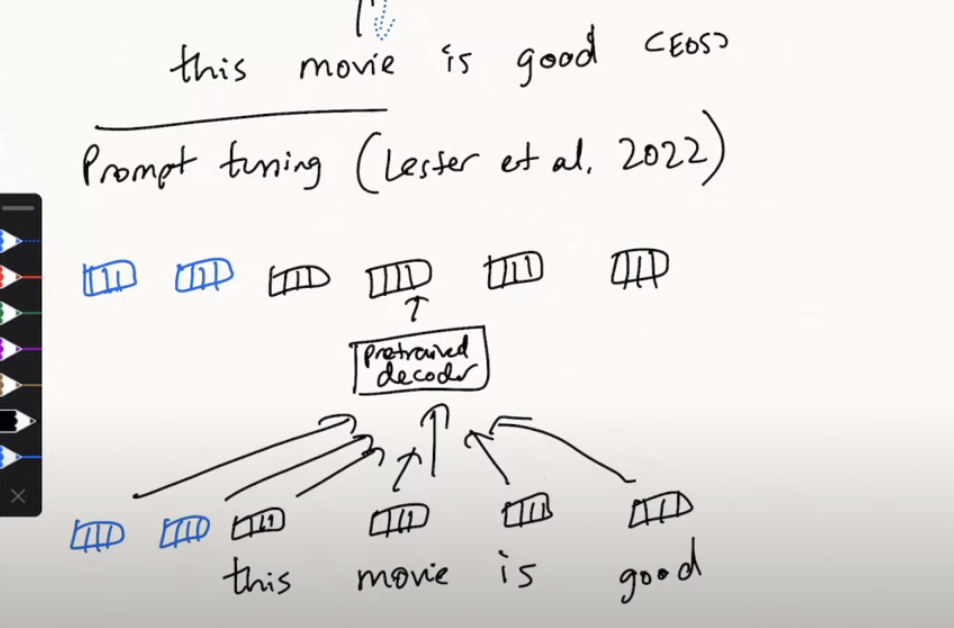 this movie is good <EOS>
Prompt tuning (Lester et al. 2022)
pretrained
decoder
this movie is good